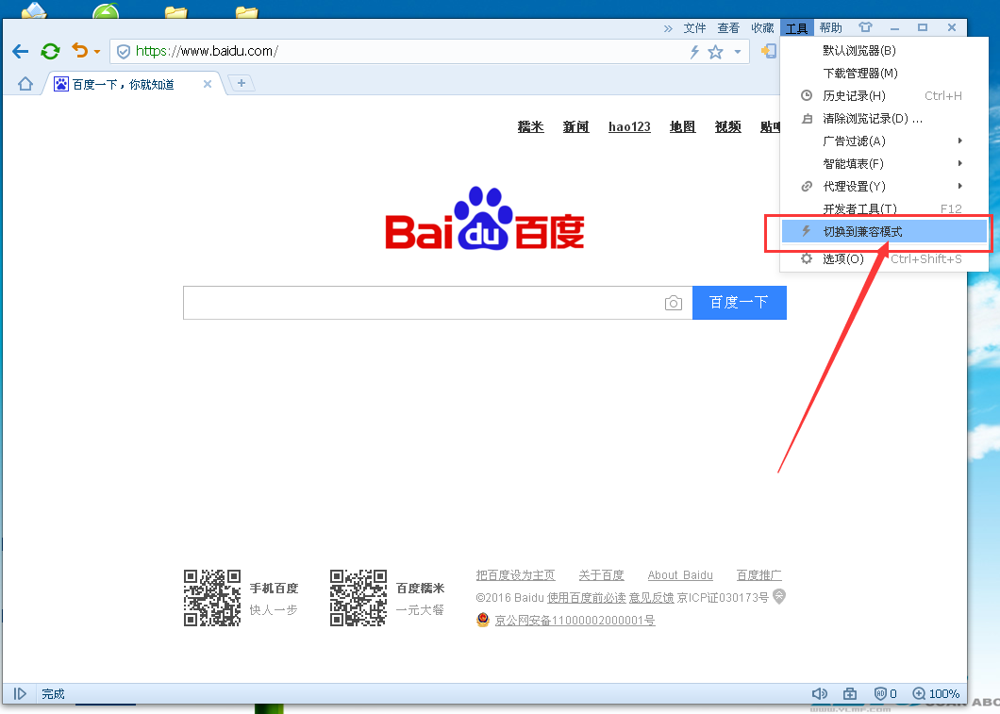 » 文件 查看 收藏 工具 帮助
https://www.baidu.com/
百度一下，你就知道
默认浏览器(B)
下载管理器(M)
历史记录(H) Ctrl+H
清除浏览记录(D) ...
广告过滤(A)
智能填表(F)
代理设置(Y)
开发者工具(T) F12
切换到兼容模式
选项(O) Ctrl+Shift+S
糯米 新闻 hao123 地图 视频 贴吧
Bai du 百度
百度一下
手机百度
快人一步
百度糯米
一元大餐
把百度设为主页 关于百度 About Baidu 百度推广
©2016 Baidu 使用百度前必读 意见反馈 京ICP证030173号
京公网安备11000002000001号
完成
0 100%